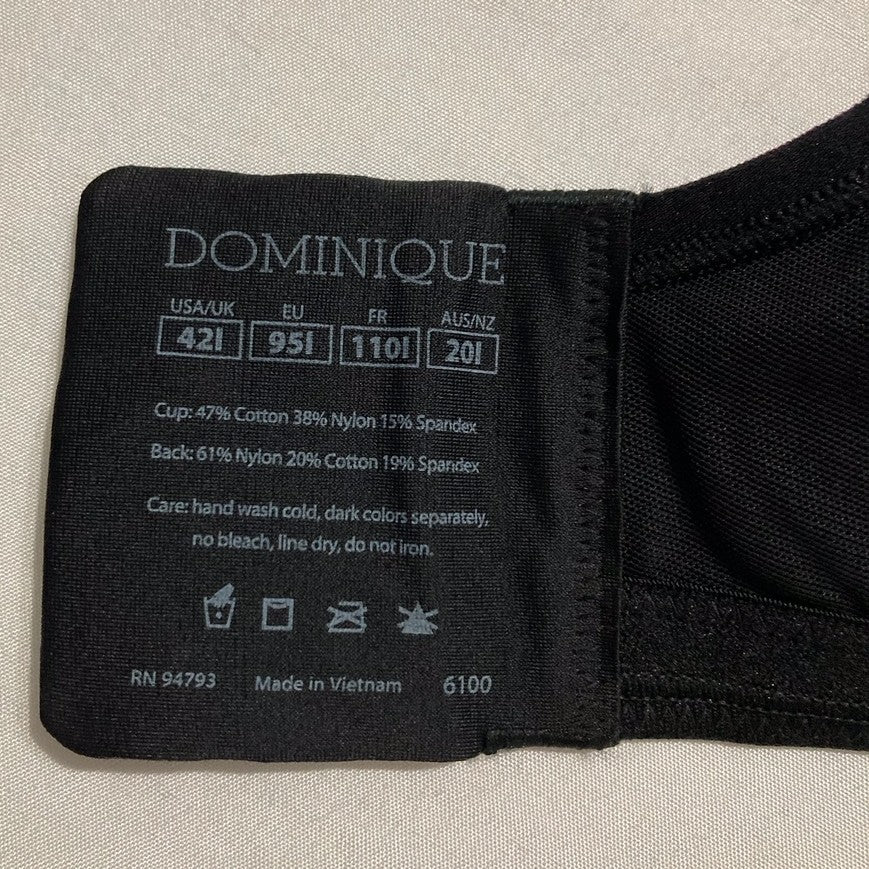 DOMINIQUE
USA/UK EU FR AUS/NZ
42I 95I 110I 20I
Cup: 47% Cotton 38% Nylon 15% Spandex
Back: 61% Nylon 20% Cotton 19% Spandex
Care: hand wash cold, dark colors separately,
no bleach, line dry, do not iron.
RN 94793 Made in Vietnam 6100